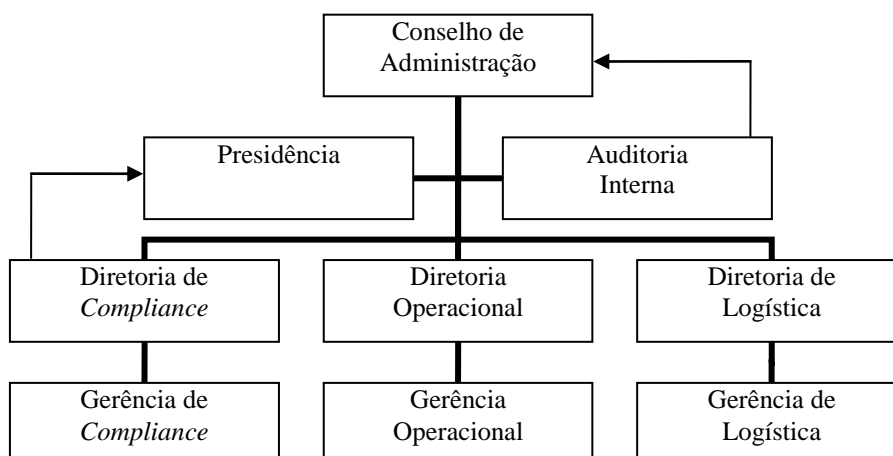 Conselho de
Administração
Presidência
Auditoria
Interna
Diretoria de
Compliance
Diretoria
Operacional
Diretoria de
Logística
Gerência de
Compliance
Gerência
Operacional
Gerência de
Logística